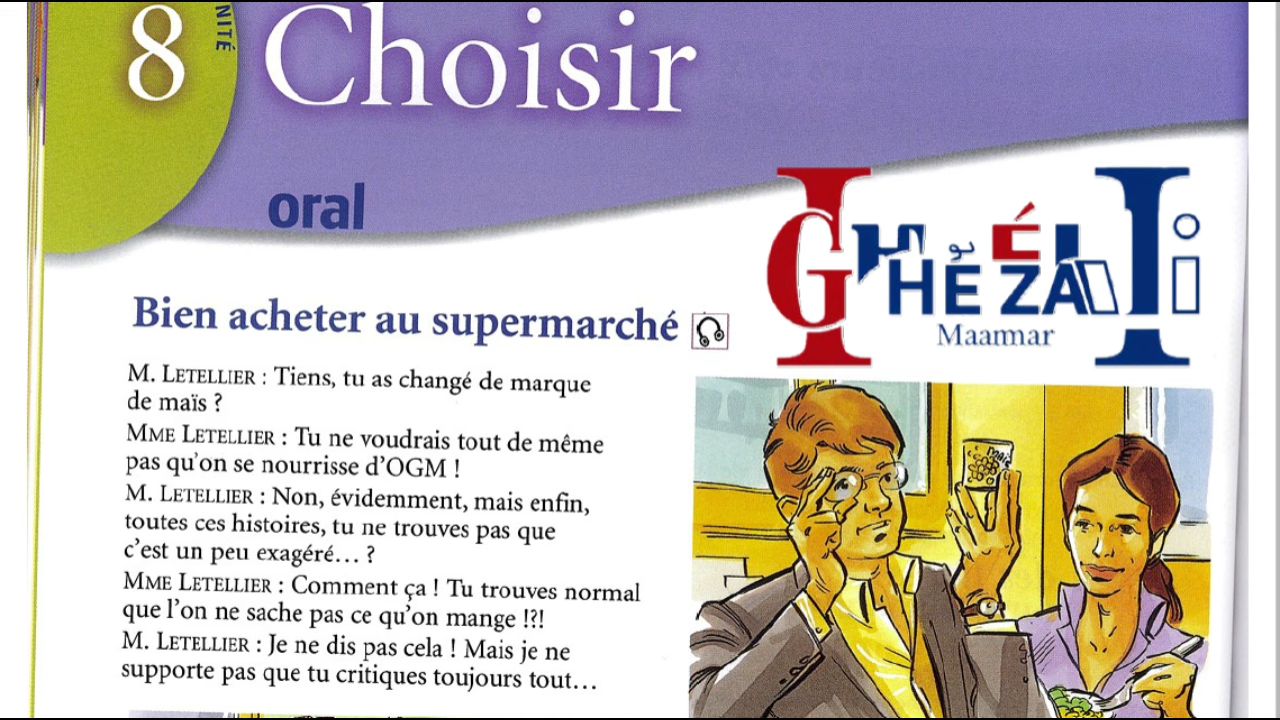 8
NITÉ
Choisir
oral
GHÈZALI
Maammar
Bien acheter au supermarché
M. LETELLIER : Tiens, tu as changé de marque
de maïs ?
MME LETELLIER : Tu ne voudrais tout de même
pas qu'on se nourrisse d'OGM !
M. LETELLIER : Non, évidemment, mais enfin,
toutes ces histoires, tu ne trouves pas que
c'est un peu exagéré… ?
MME LETELLIER : Comment ça ! Tu trouves normal
que l'on ne sache pas ce qu'on mange !?!
M. LETELLIER : Je ne dis pas cela ! Mais je ne
supporte pas que tu critiques toujours tout…
maïs